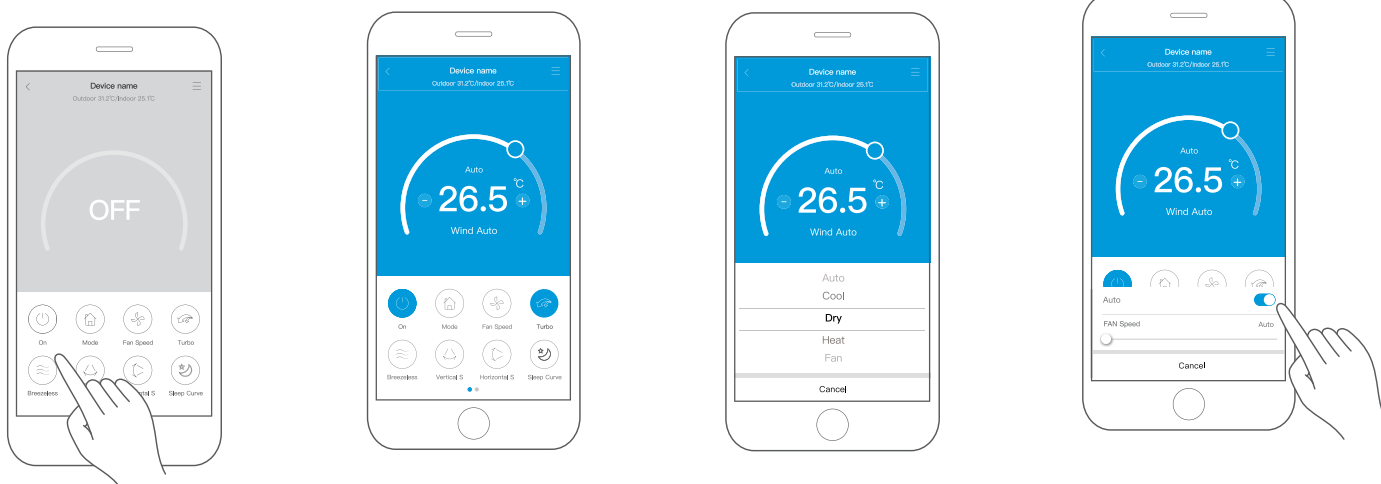 Device name
Outdoor 31.2℃/Indoor 25.1℃
OFF
On Mode Fan Speed Turbo
Breezeless ntal S Sleep Curve
Device name
Outdoor 31.2℃/Indoor 25.1℃
Auto
26.5 ℃
Wind Auto
On Mode Fan Speed Turbo
Breezeless Vertical S Horizontal S Sleep Curve
Device name
Outdoor 31.2℃/Indoor 25.1℃
Auto
26.5 ℃
Wind Auto
Auto
Cool
Dry
Heat
Fan
Cancel
Device name
Outdoor 31.2℃/Indoor 25.1℃
Auto
26.5 ℃
Wind Auto
Auto
FAN Speed Auto
Cancel